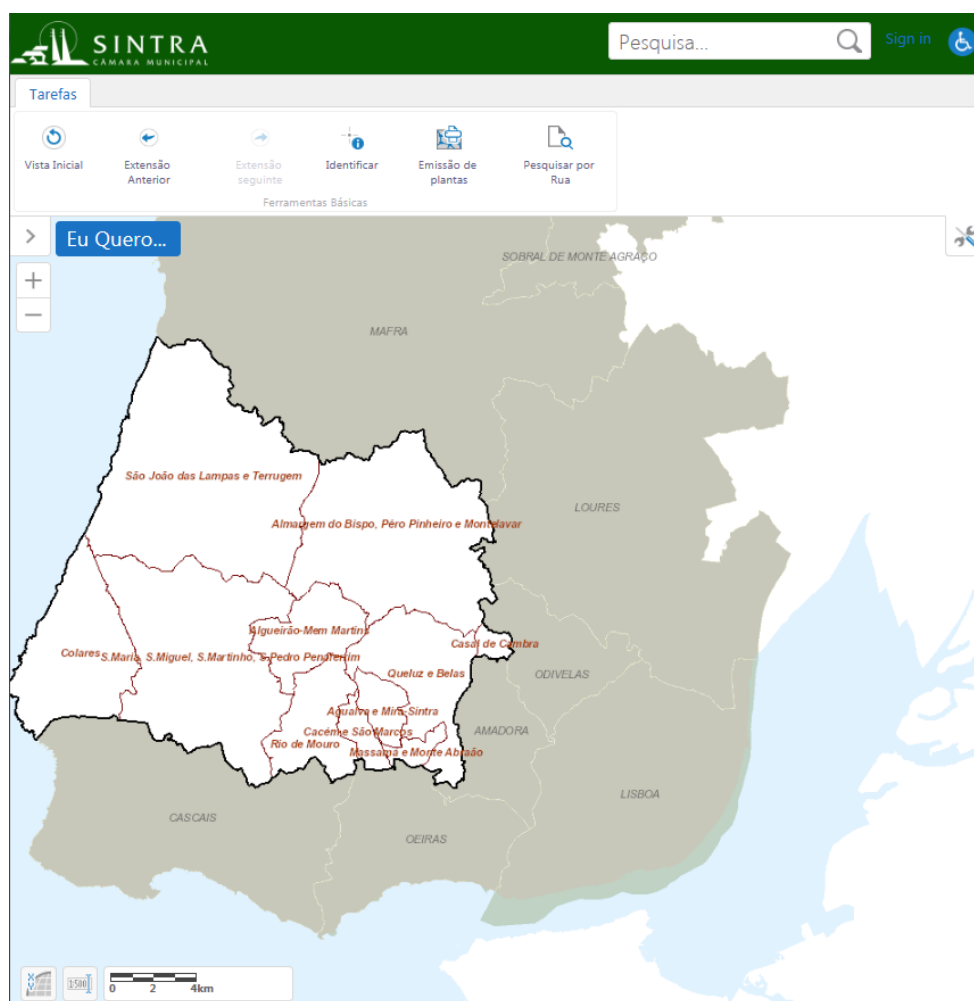 SINTRA
CÂMARA MUNICIPAL
Pesquisa...
Sign in
Tarefas
Vista Inicial
Extensão
Anterior
Extensão
seguinte
Identificar
Emissão de
plantas
Pesquisar por
Rua
Ferramentas Básicas
Eu Quero...
SOBRAL DE MONTE AGRAÇO
MAFRA
São João das Lampas e Terrugem
LOURES
Almargem do Bispo, Pêro Pinheiro e Montelavar
Algueirão-Mem Martins
Casal de Cambra
Colares
S.Maria, S.Miguel, S.Martinho, S.Pedro Penaferrim
Queluz e Belas
ODIVELAS
Agualva e Mira-Sintra
AMADORA
Cacém e São Marcos
Rio de Mouro
Massamá e Monte Abraão
LISBOA
CASCAIS
OEIRAS
X,Y
1:500
0 2 4km